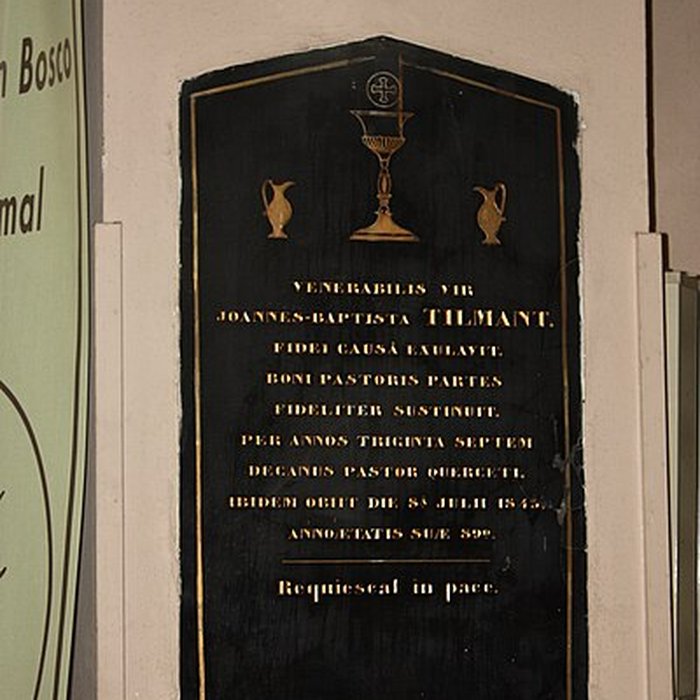 n Bosco
mal
VENERABILIS VIR
JOANNES-BAPTISTA TILMANT.
FIDEI CAUSÂ EXULAVIT.
BONI PASTORIS PARTES
FIDELITER SUSTINUIT.
PER ANNOS TRIGINTA SEPTEM
DECANUS PASTOR QUERCETI.
IBIDEM OBIIT DIE 8ª JULII
ANNO ÆTATIS SUÆ 89º.
Requiescat in pace.